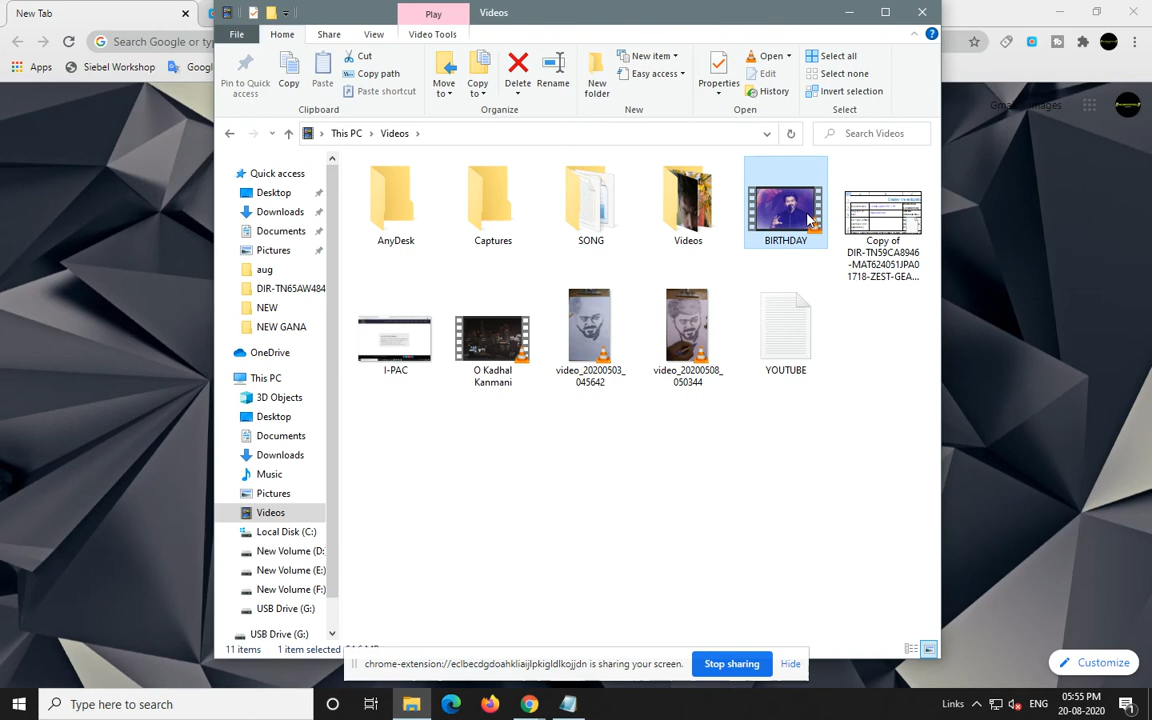 New Tab
Play
Videos
File
Home
Share
View
Video Tools
Pin to Quick access
Copy
Paste
Cut
Copy path
Paste shortcut
Clipboard
Move to
Copy to
Delete
Rename
Organize
New folder
New item
Easy access
New
Properties
Open
Edit
History
Open
Select all
Select none
Invert selection
Select
Search Google or typ
Apps
Siebel Workshop
Googl
This PC
Videos
Search Videos
Images
Quick access
Desktop
Downloads
Documents
Pictures
aug
DIR-TN65AW484
NEW
NEW GANA
OneDrive
This PC
3D Objects
Desktop
Documents
Downloads
Music
Pictures
Videos
Local Disk (C:)
New Volume (D:
New Volume (E:)
New Volume (F:)
USB Drive (G:)
USB Drive (G:)
AnyDesk
Captures
SONG
Videos
BIRTHDAY
Copy of
DIR-TN59CA8946
-MAT624051JPA0
1718-ZEST-GEA...
I-PAC
O Kadhal
Kanmani
video_20200503_
045642
video_20200508_
050344
YOUTUBE
11 items
1 item selected
chrome-extension://eclbecdgdoahkliaijlpkigldlkojjdn is sharing your screen.
Stop sharing
Hide
Customize
Type here to search
Links
ENG
05:55 PM
20-08-2020
1